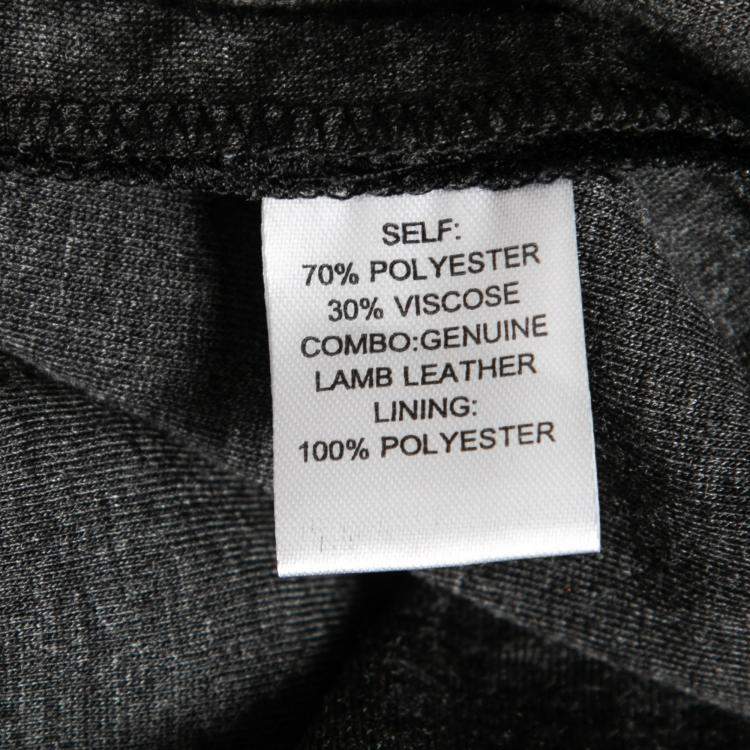 SELF:
70% POLYESTER
30% VISCOSE
COMBO:GENUINE
LAMB LEATHER
LINING:
100% POLYESTER